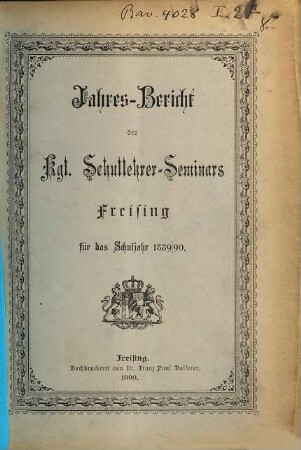 Bav. 4028 I, 2
8
Jahres-Bericht
des
Kgl. Schullehrer-Seminars
Freising
für das Schuljahr 1889/90.
Freising.
Buchdruckerei von Dr. Franz Paul Datterer.
1890.